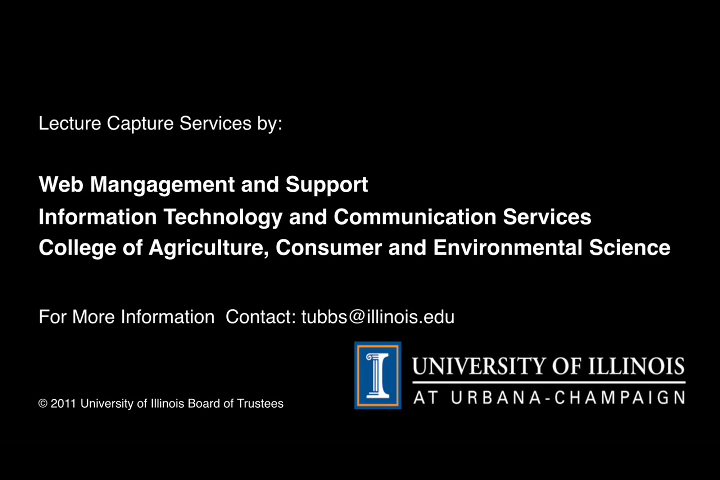 Lecture Capture Services by:
Web Mangagement and Support
Information Technology and Communication Services
College of Agriculture, Consumer and Environmental Science
For More Information  Contact: tubbs@illinois.edu
UNIVERSITY OF ILLINOIS
AT URBANA-CHAMPAIGN
© 2011 University of Illinois Board of Trustees